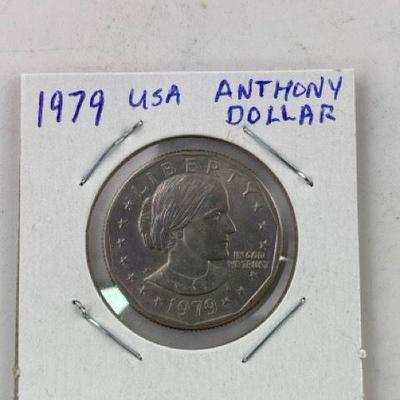 1979 USA ANTHONY
DOLLAR
LIBERTY
IN GOD
WE TRUST
1979